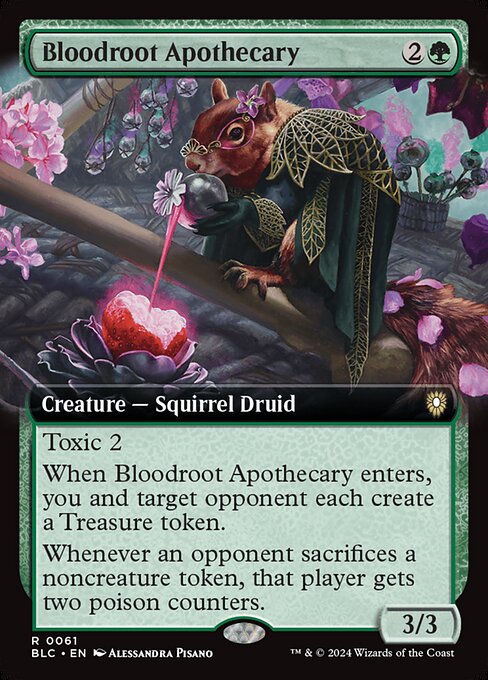 Bloodroot Apothecary 2
Creature — Squirrel Druid
Toxic 2
When Bloodroot Apothecary enters,
you and target opponent each create
a Treasure token.
Whenever an opponent sacrifices a
noncreature token, that player gets
two poison counters.
3/3
R 0061
BLC • EN Alessandra Pisano
™ & © 2024 Wizards of the Coast